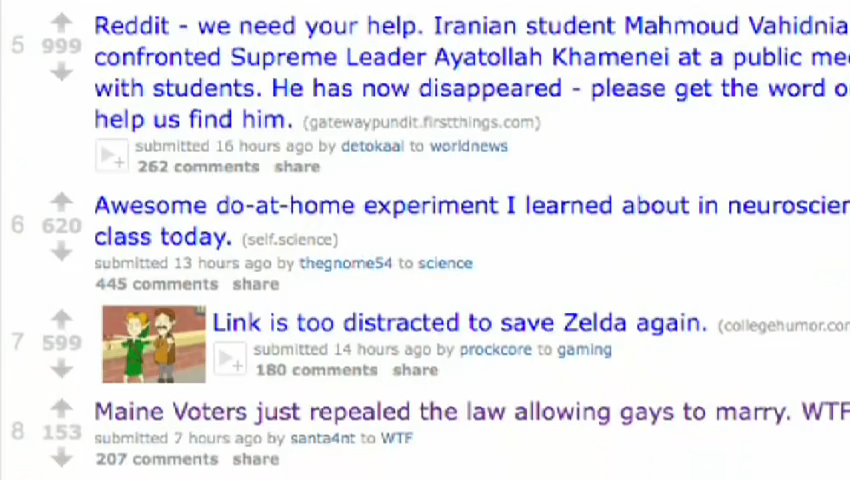 5
999
Reddit - we need your help. Iranian student Mahmoud Vahidnia
confronted Supreme Leader Ayatollah Khamenei at a public
with students. He has now disappeared - please get the word
help us find him. (gatewaypundit.firstthings.com)
submitted 16 hours ago by detokaal to worldnews
262 comments share
6
620
Awesome do-at-home experiment I learned about in
class today. (self.science)
submitted 13 hours ago by thegnome54 to science
445 comments share
7
599
Link is too distracted to save Zelda again. (collegehumor.com
submitted 14 hours ago by prockcore to gaming
180 comments share
8
153
Maine Voters just repealed the law allowing gays to marry. WTF
submitted 7 hours ago by santa4nt to WTF
207 comments share